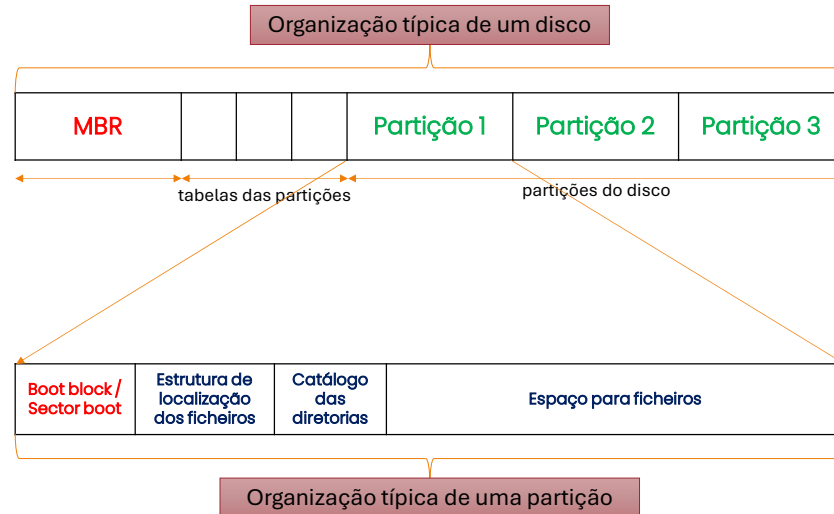 Organização típica de um disco
MBR
Partição 1
Partição 2
Partição 3
tabelas das partições
partições do disco
Boot block /
Sector boot
Estrutura de
localização
dos ficheiros
Catálogo
das
diretorias
Espaço para ficheiros
Organização típica de uma partição